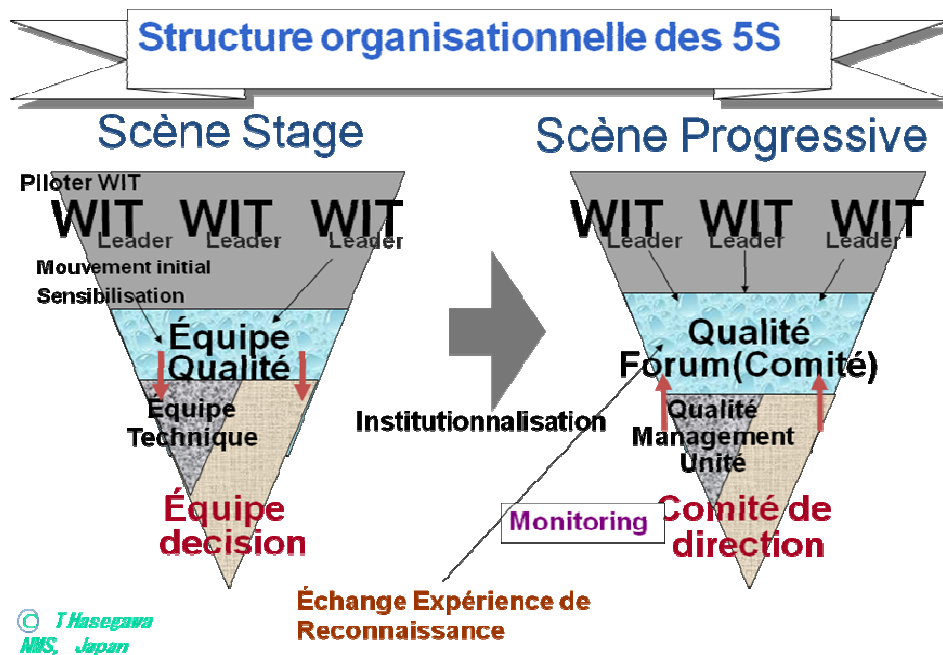 Structure organisationnelle des 5S
Scène Stage
Scène Progressive
Piloter WIT
WIT WIT WIT
Leader Leader Leader
Mouvement initial
Sensibilisation
Équipe
Qualité
Équipe
Technique
Équipe
decision
Institutionnalisation
WIT WIT WIT
Leader Leader Leader
Qualité
Forum(Comité)
Qualité
Management
Unité
Comité de
direction
Monitoring
Échange Expérience de
Reconnaissance
© T.Hasegawa
NMS, Japan